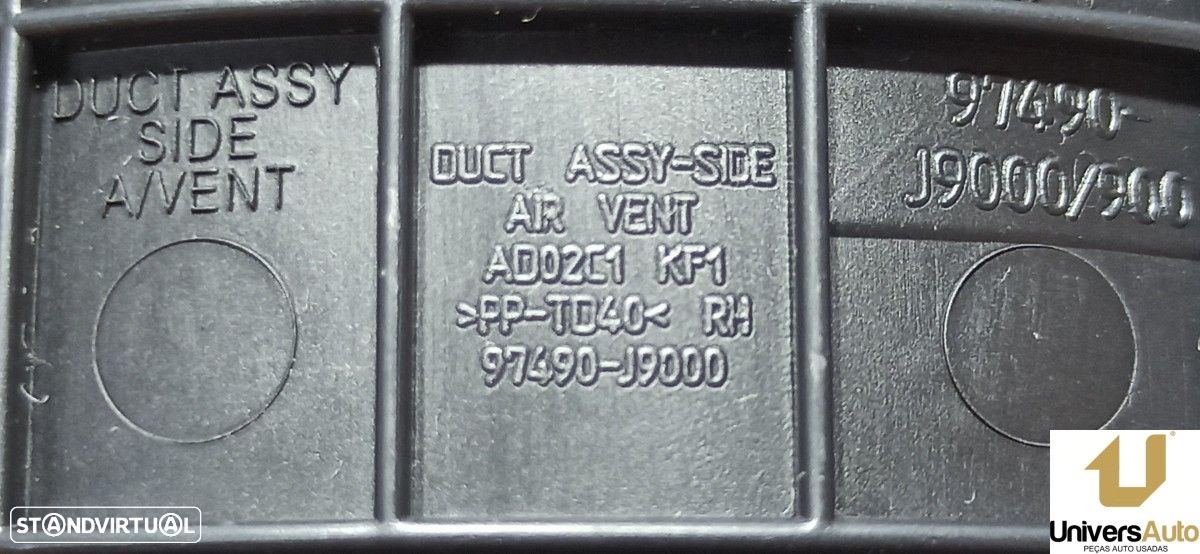 DUCT ASSY
SIDE
A/VENT
DUCT ASSY-SIDE
AIR VENT
AD02C1 KF1
>PP-TD40< RH
97490-J9000
97490-
J9000/900
STANDVIRTUAL
UniversAuto
PEÇAS AUTO USADAS